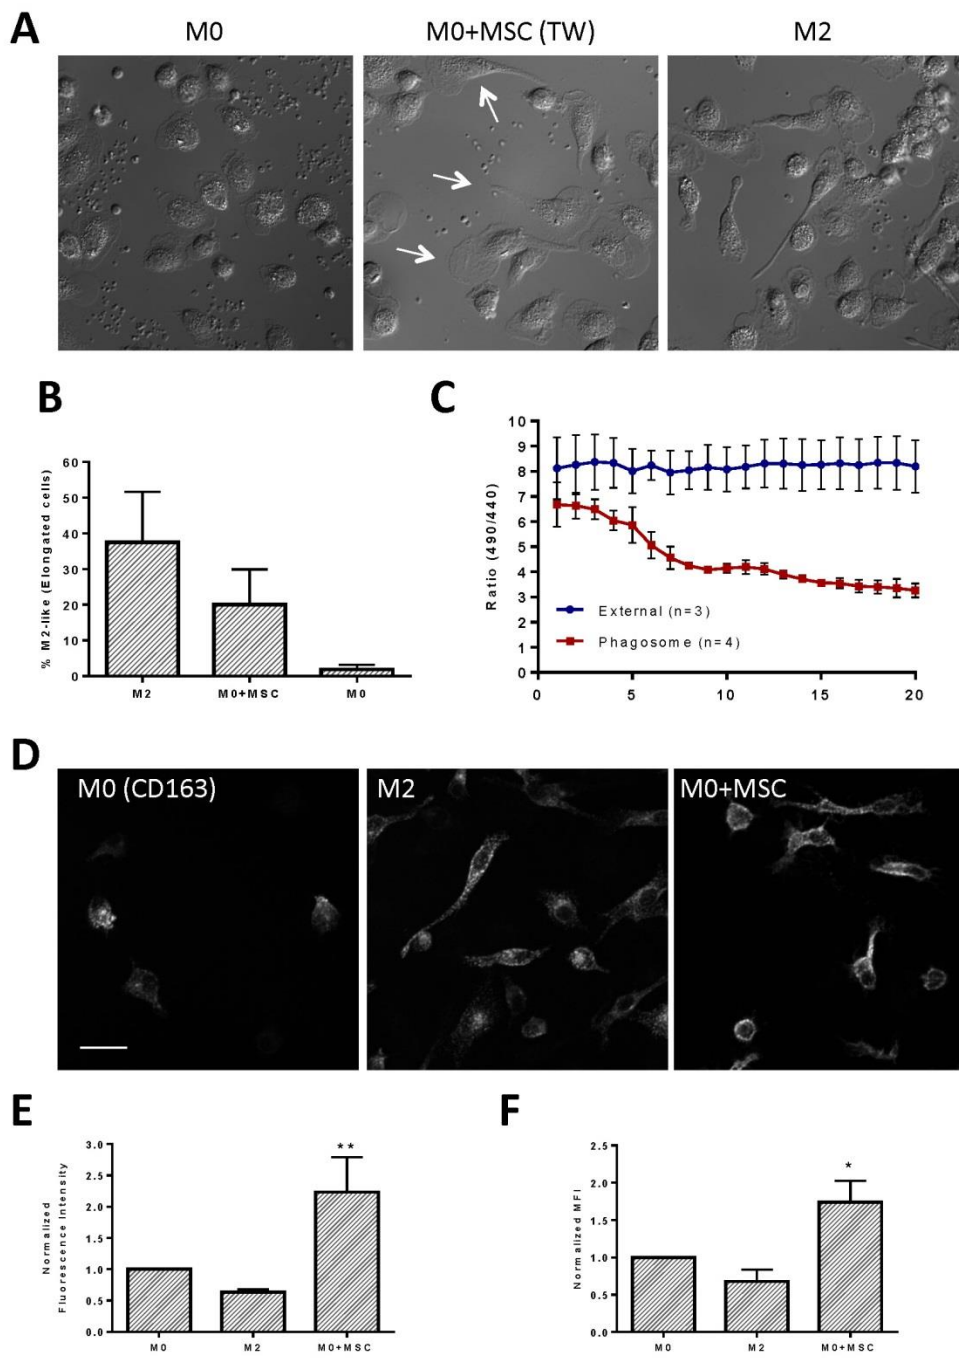 A
M0
M0+MSC (TW)
M2
B
% M2-like (Elongated cells)
60
50
40
30
20
10
0
M2
M0+MSC
M0
C
Ratio (490/440)
10
9
8
7
6
5
4
3
2
1
0
External (n=3)
Phagosome (n=4)
0
5
10
15
20
D
M0 (CD163)
M2
M0+MSC
E
Normalized
Fluorescence Intensity
3.0
2.5
2.0
1.5
1.0
0.5
0.0
**
M0
M2
M0+MSC
F
Normalized MFI
2.5
2.0
1.5
1.0
0.5
0.0
*
M0
M2
M0+MSC